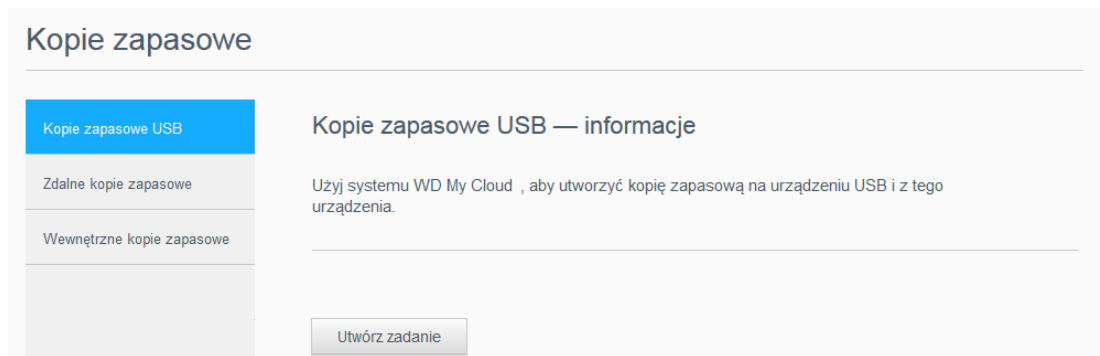 Kopie zapasowe
Kopie zapasowe USB
Zdalne kopie zapasowe
Wewnętrzne kopie zapasowe
Kopie zapasowe USB — informacje
Użyj systemu WD My Cloud , aby utworzyć kopię zapasową na urządzeniu USB i z tego
urządzenia.
Utwórz zadanie